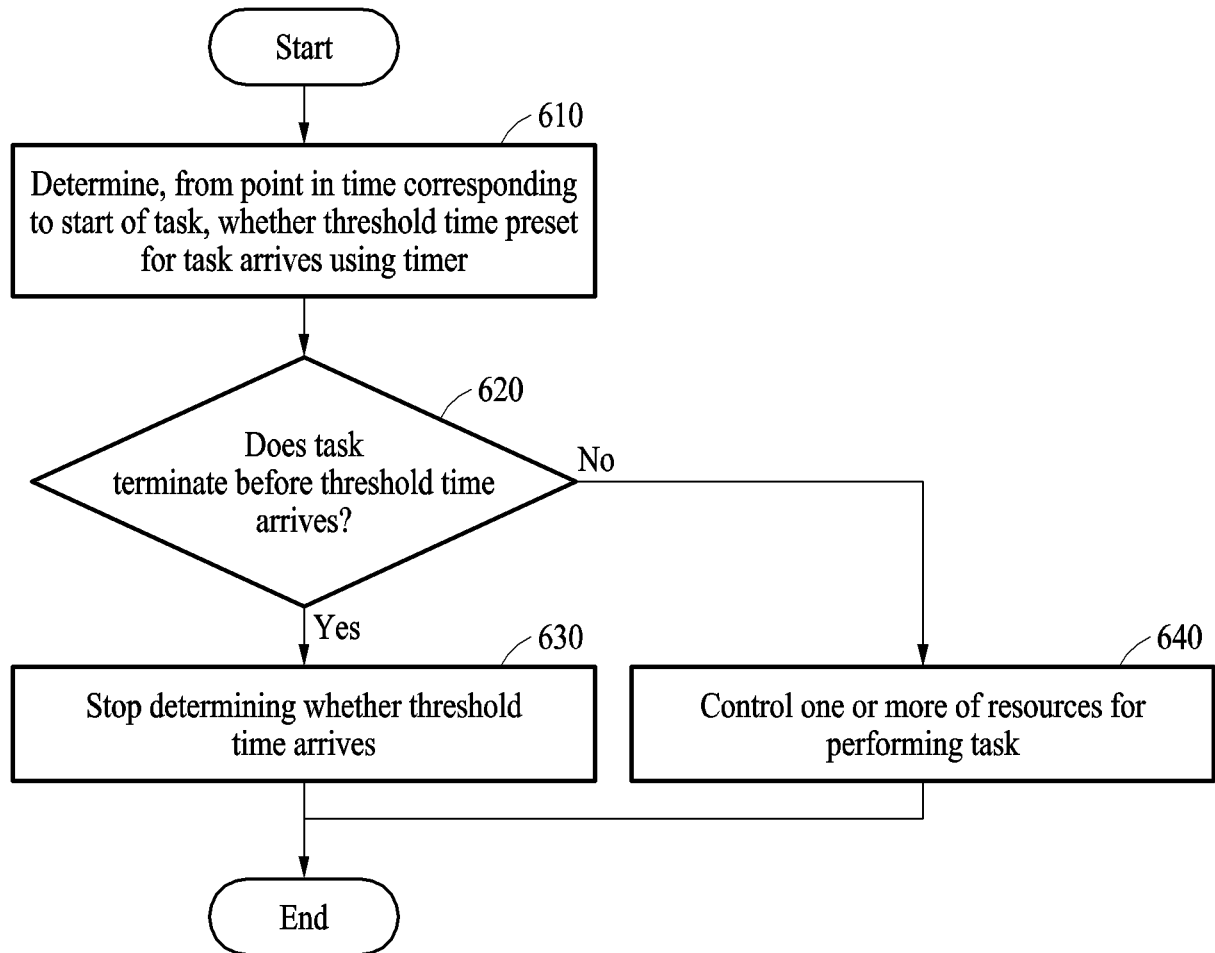 Start
610
Determine, from point in time corresponding
to start of task, whether threshold time preset
for task arrives using timer
620
Does task
terminate before threshold time
arrives?
No
Yes
630
Stop determining whether threshold
time arrives
640
Control one or more of resources for
performing task
End